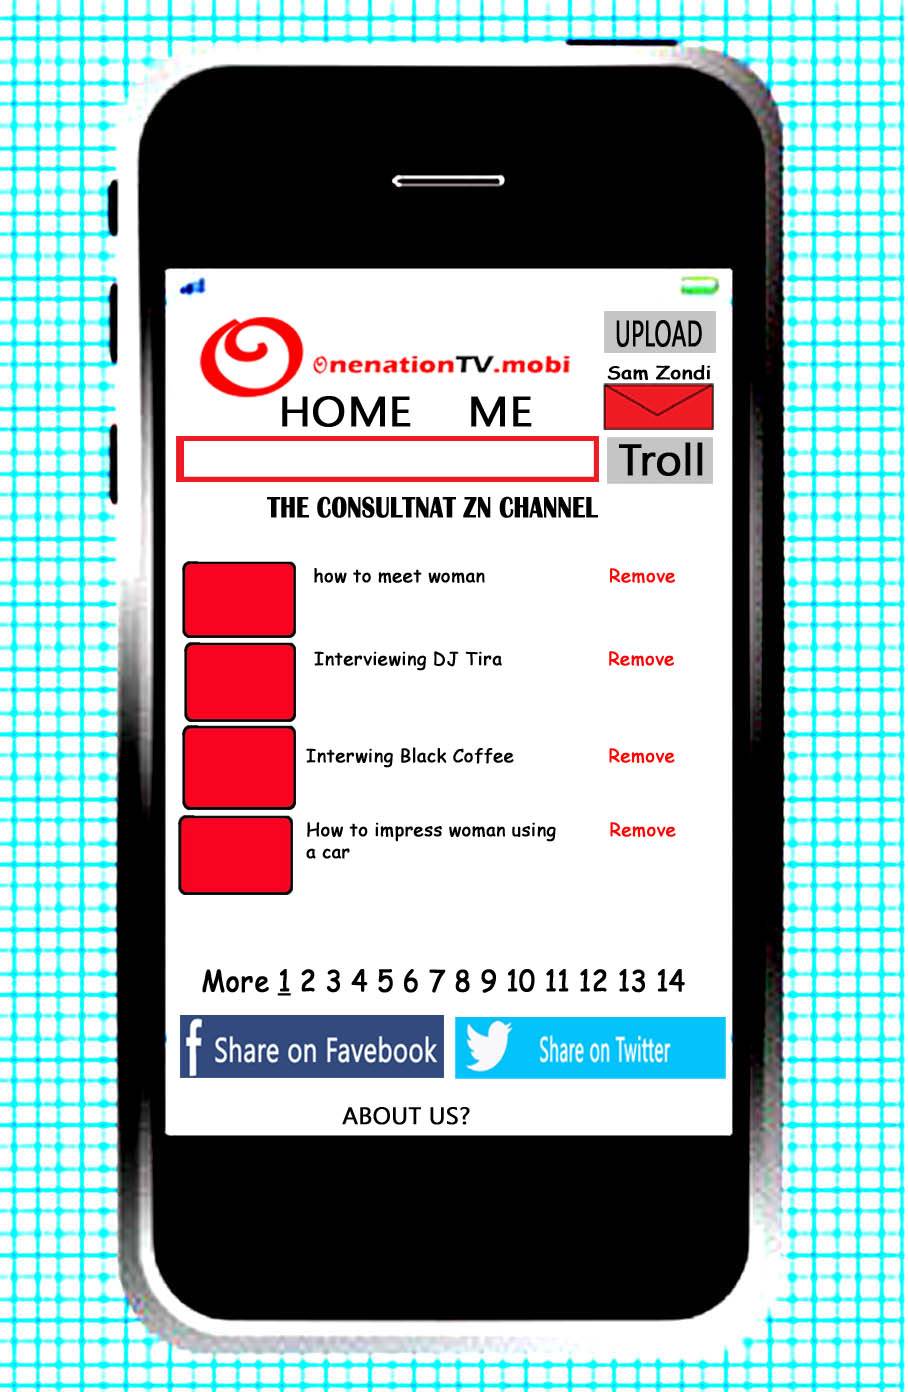 UPLOAD
OnenationTV.mobi
Sam Zondi
HOME ME
Troll
THE CONSULTNAT ZN CHANNEL
how to meet woman Remove
Interviewing DJ Tira Remove
Interwing Black Coffee Remove
How to impress woman using Remove
a car
More 1 2 3 4 5 6 7 8 9 10 11 12 13 14
f Share on Favebook Share on Twitter
ABOUT US?